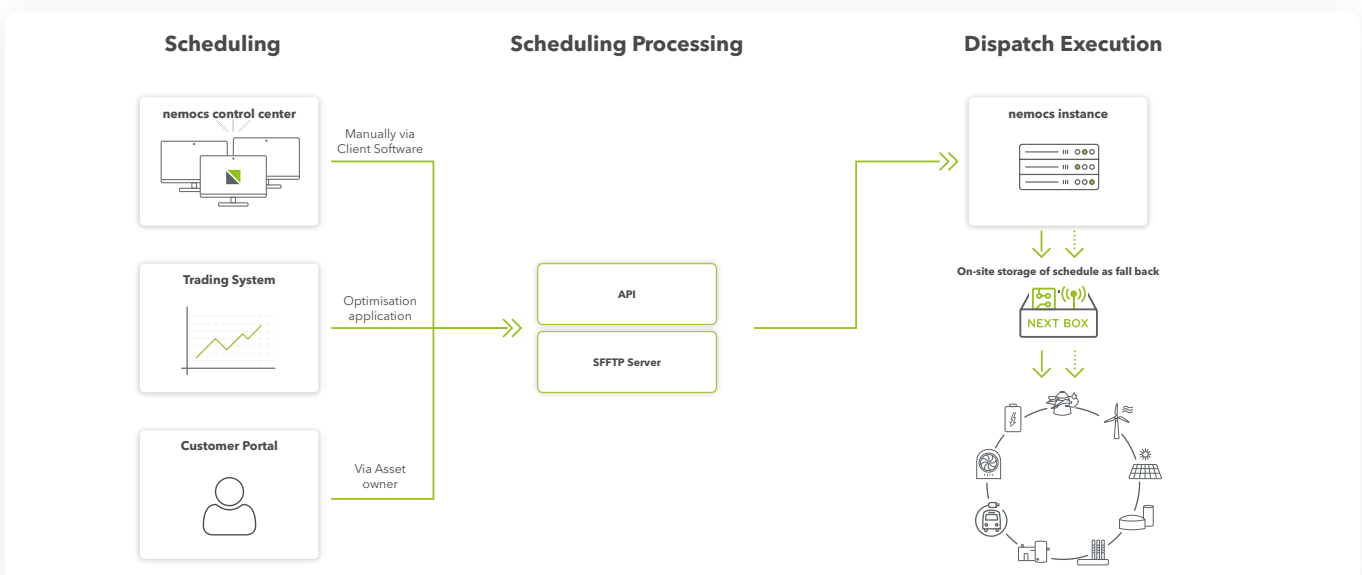 Scheduling
Scheduling Processing
Dispatch Execution
nemocs control center
Manually via
Client Software
nemocs instance
Trading System
Optimisation
application
API
SFFTP Server
On-site storage of schedule as fall back
NEXT BOX
Customer Portal
Via Asset
owner